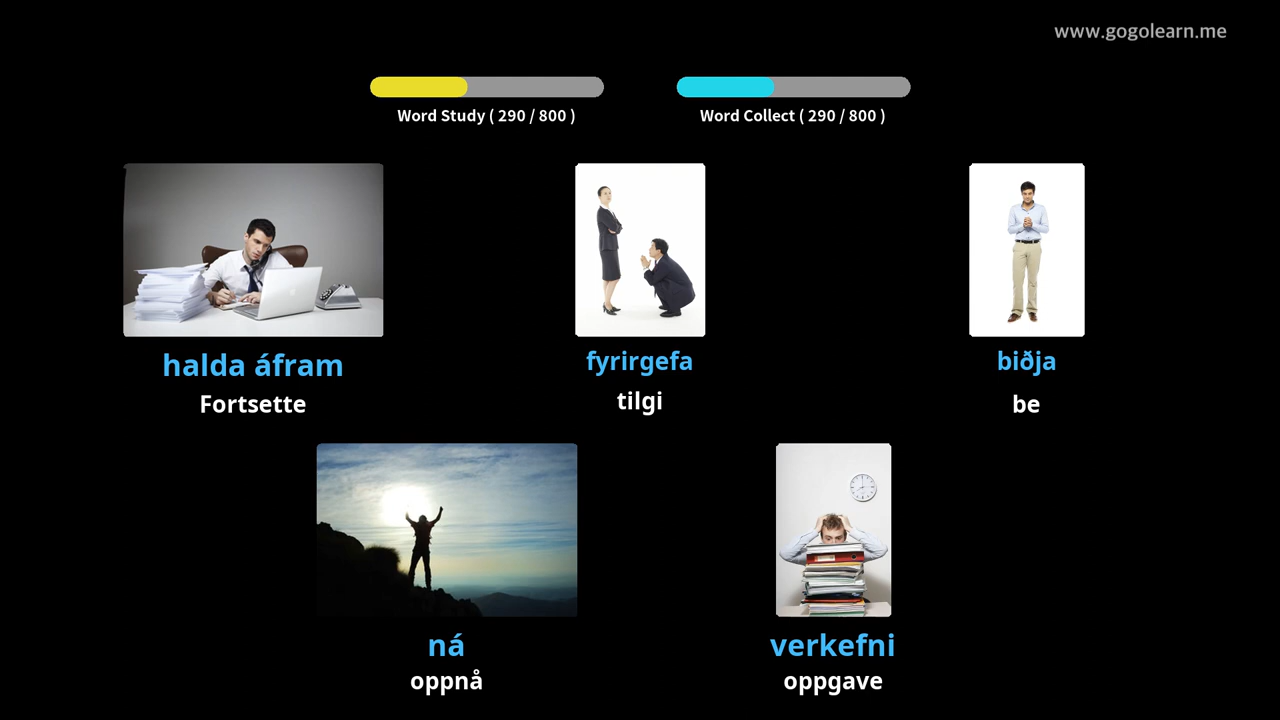 www.gogolearn.me
Word Study ( 290 / 800 )
Word Collect ( 290 / 800 )
halda áfram
Fortsette
fyrirgefa
tilgi
biðja
be
ná
oppnå
verkefni
oppgave